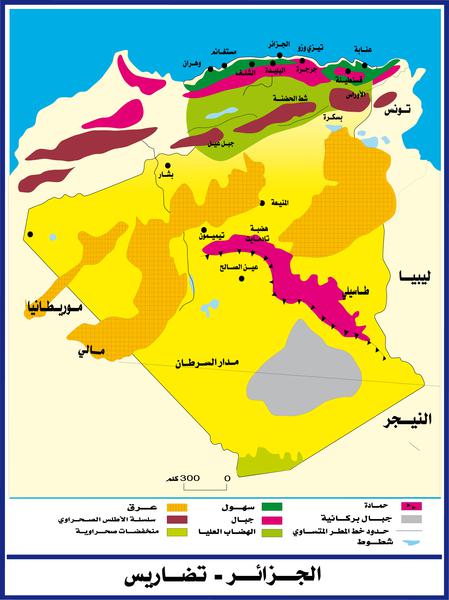 الجزائر
تيزي وزو
عنابة
مستغانم
وهران
الشلف
البليدة
جرجرة
قسنطينة
الأوراس
تونس
شط الحضنة
بسكرة
جبل عيق
بشار
المنيعة
هضبة
تادمايت
تيميمون
عين الصالح
ليبيا
طاسيلي
موريطانيا
مالي
مدار السرطان
النيجر
300 0 كلم
حمادة
سهول
عرق
جبال بركانية
جبال
سلسلة الأطلس الصحراوي
حدود خط المطر المتساوي
الهضاب العليا
منخفضات صحراوية
شطوط
الجزائر - تضاريس